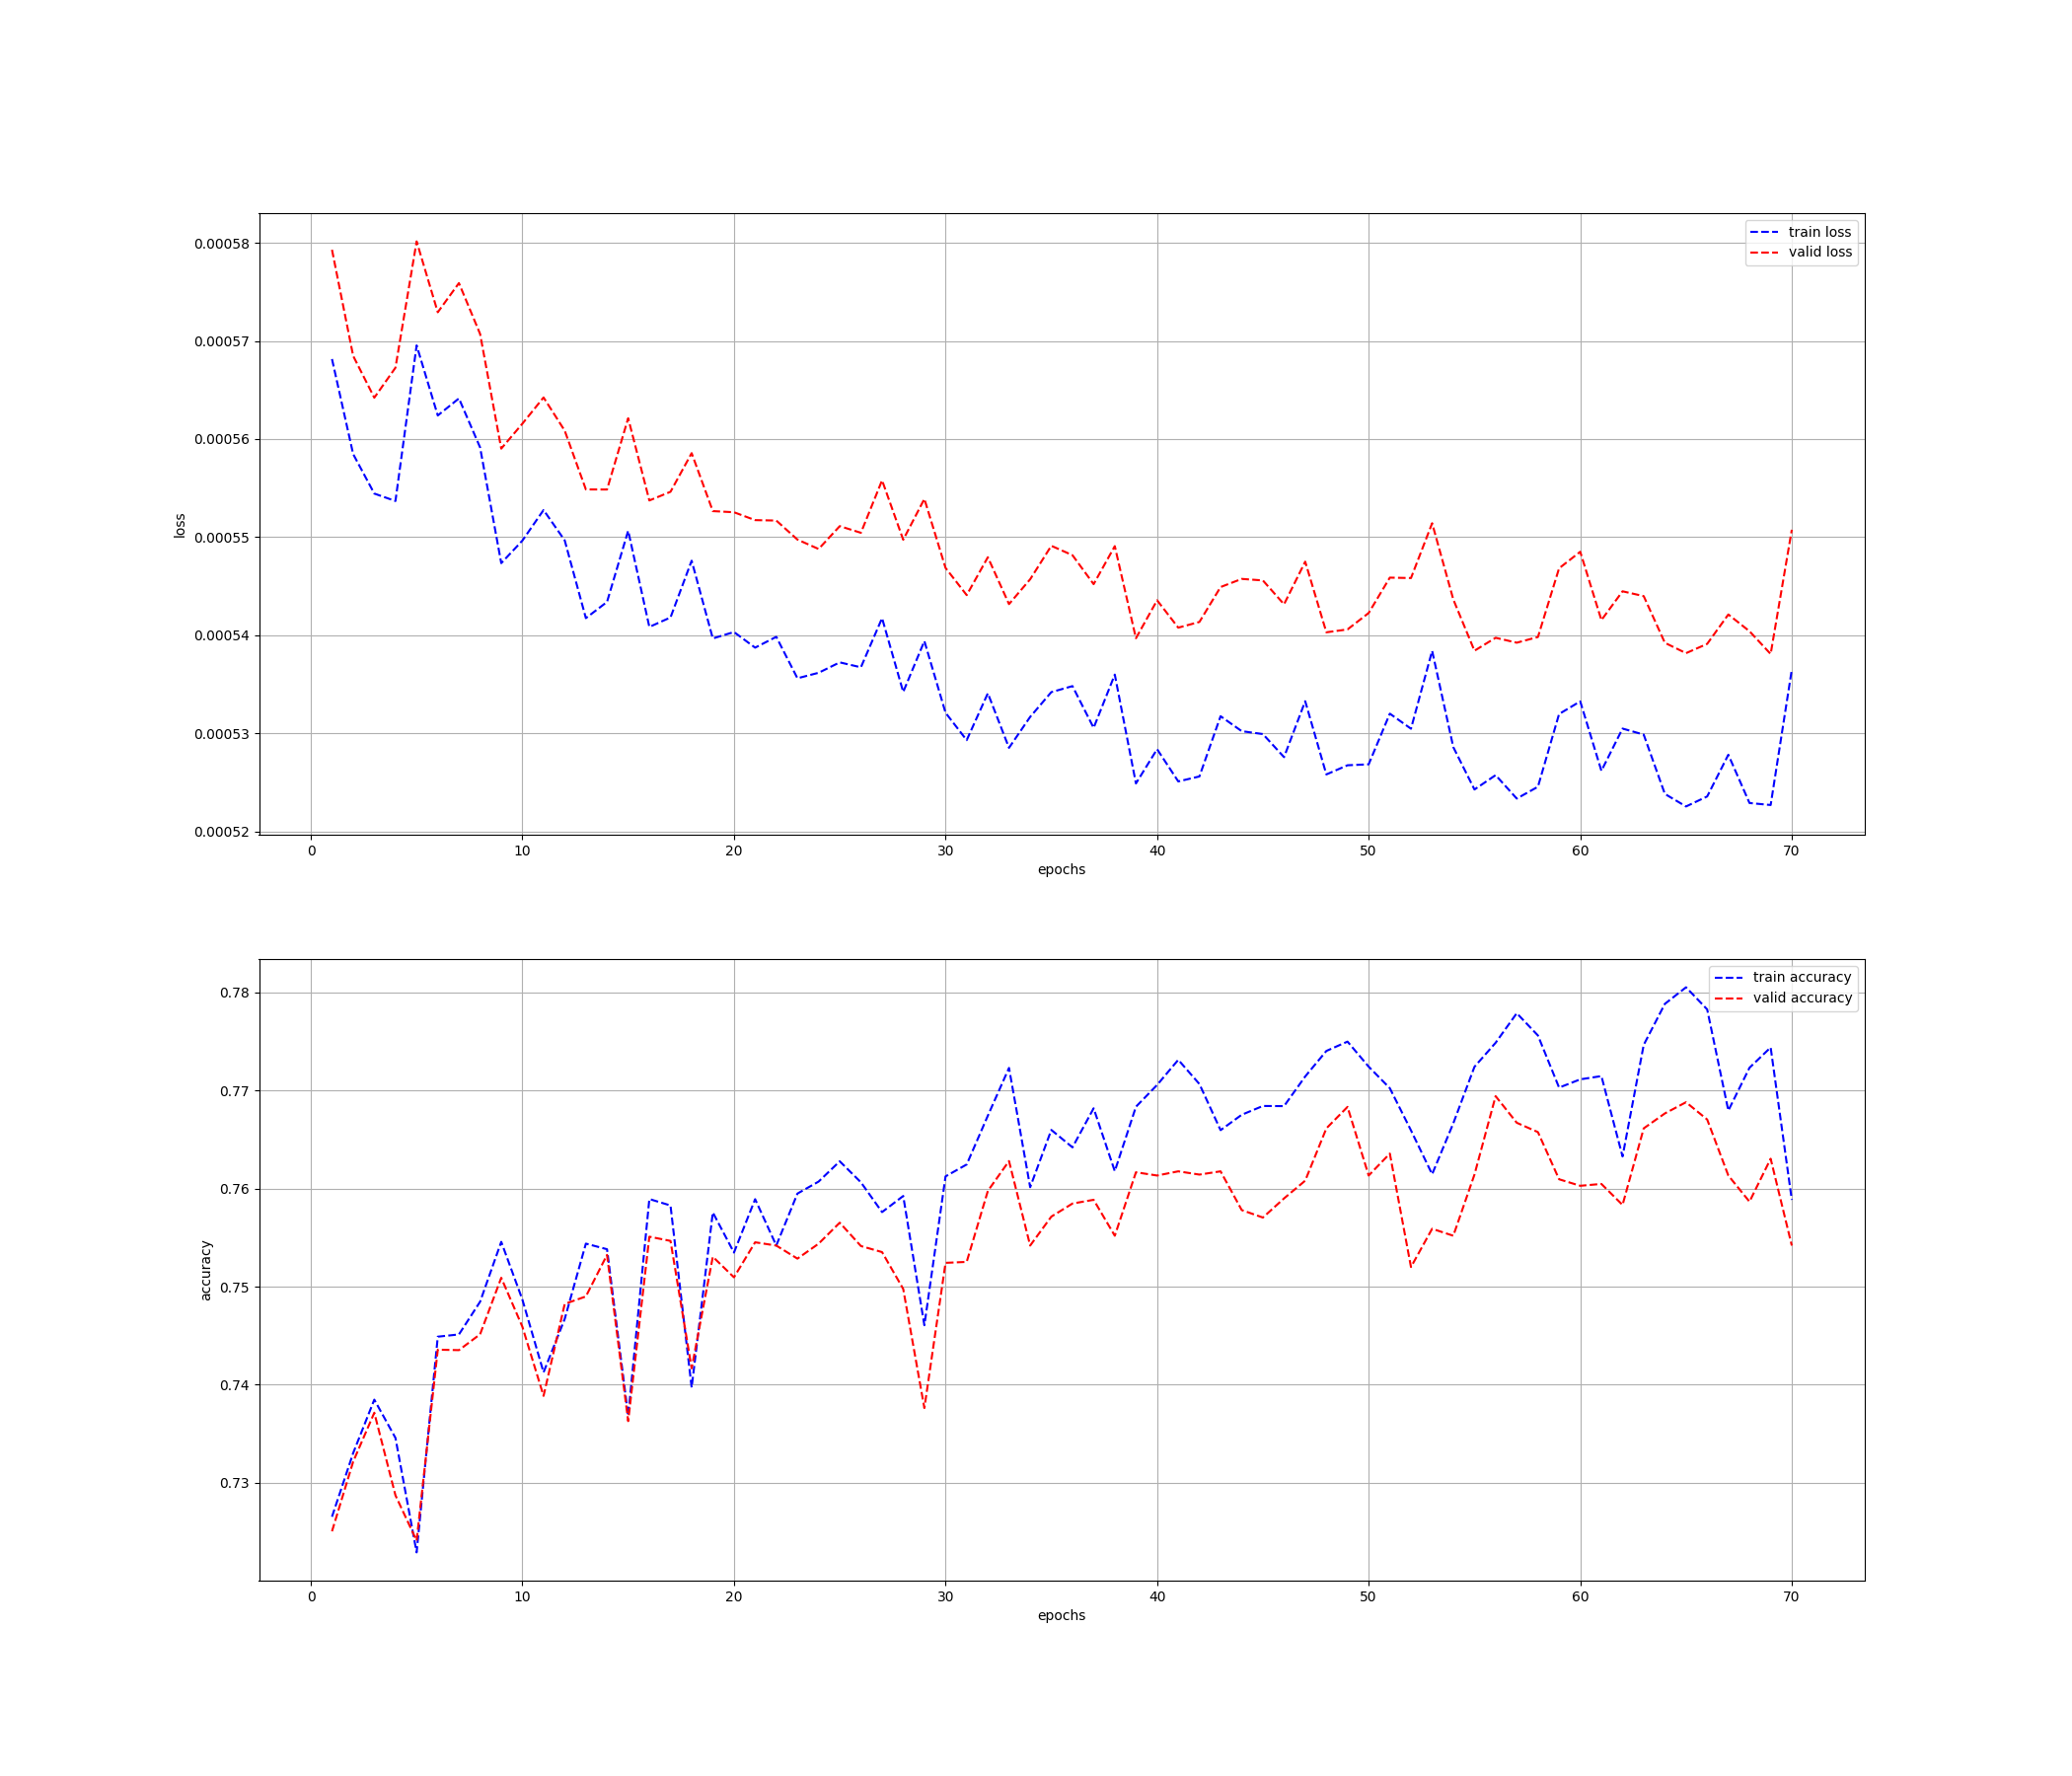 train loss
valid loss
0.00058
0.00057
0.00056
0.00055
0.00054
0.00053
0.00052
loss
0 10 20 30 40 50 60 70
epochs
train accuracy
valid accuracy
0.78
0.77
0.76
0.75
0.74
0.73
accuracy
0 10 20 30 40 50 60 70
epochs